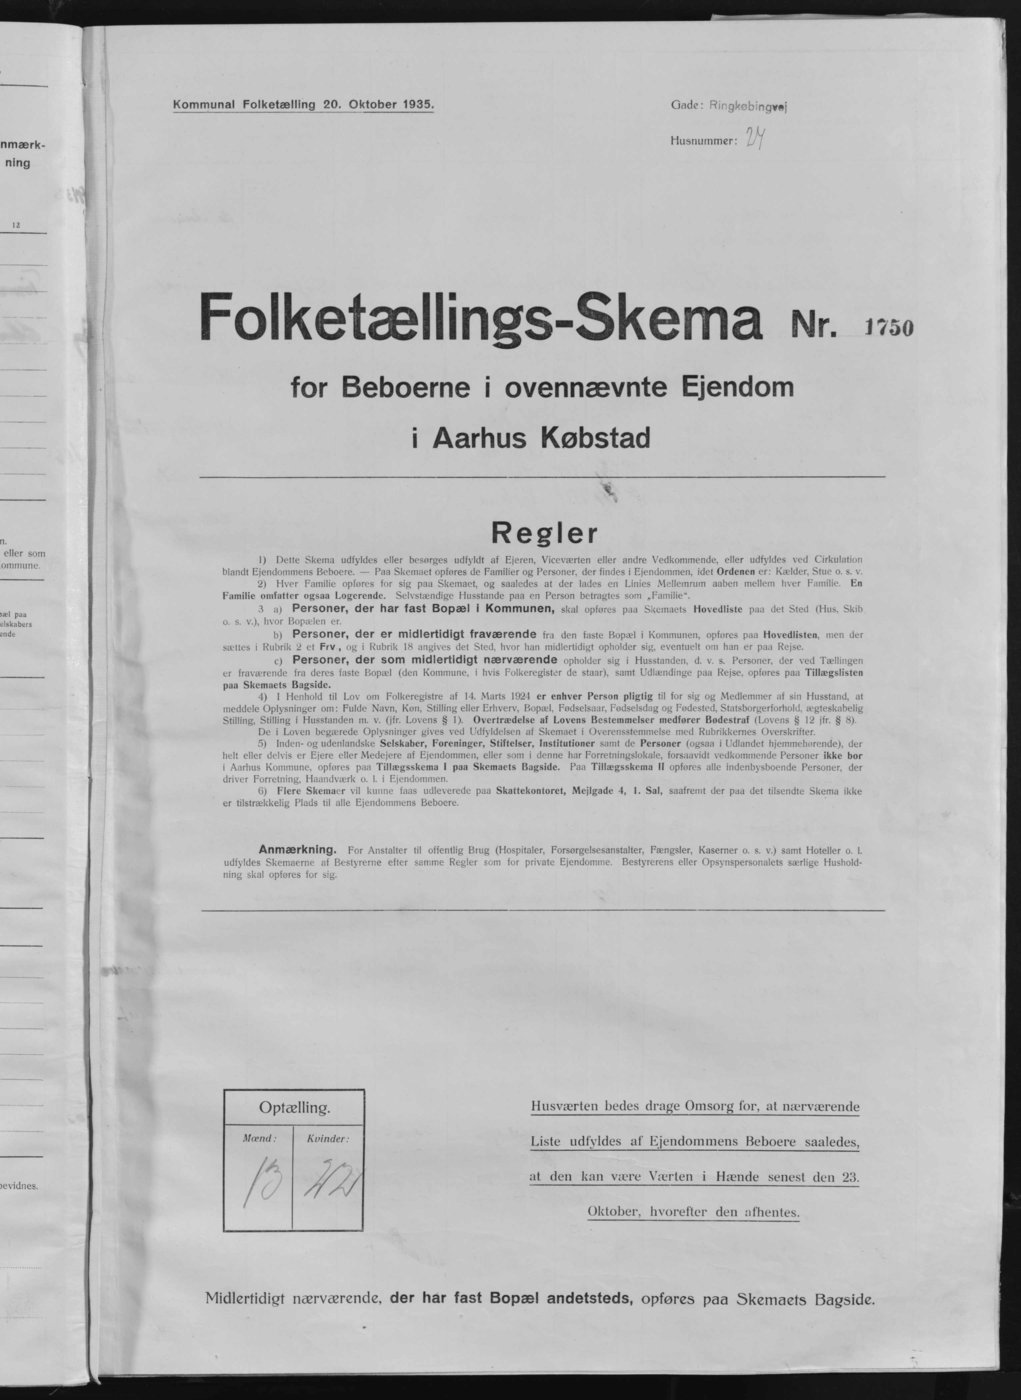 nmærk-
ning
12
n.
eller som
ommune.
sæl paa
elskabers
ende
bevidnes.
Kommunal Folketælling 20. Oktober 1935.
Gade: Ringkøbingvej
Husnummer: 24
Folketællings-Skema Nr. 1750
for Beboerne i ovennævnte Ejendom
i Aarhus Købstad
Regler
1) Dette Skema udfyldes eller besørges udfyldt af Ejeren, Viceværten eller andre Vedkommende, eller udfyldes ved Cirkulation
blandt Ejendommens Beboere. — Paa Skemaet opføres de Familier og Personer, der findes i Ejendommen, idet Ordenen er: Kælder, Stue o. s. v.
2) Hver Familie opføres for sig paa Skemaet, og saaledes at der lades en Linies Mellemrum aaben mellem hver Familie. En
Familie omfatter ogsaa Logerende. Selvstændige Husstande paa en Person betragtes som „Familie“.
3 a) Personer, der har fast Bopæl i Kommunen, skal opføres paa Skemaets Hovedliste paa det Sted (Hus, Skib
o. s. v.), hvor Bopælen er.
b) Personer, der er midlertidigt fraværende fra den faste Bopæl i Kommunen, opføres paa Hovedlisten, men der
sættes i Rubrik 2 et Frv., og i Rubrik 18 angives det Sted, hvor han midlertidigt opholder sig, eventuelt om han er paa Rejse.
c) Personer, der som midlertidigt nærværende opholder sig i Husstanden, d. v. s. Personer, der ved Tællingen
er fraværende fra deres faste Bopæl (den Kommune, i hvis Folkeregister de staar), samt Udlændinge paa Rejse, opføres paa Tillægslisten
paa Skemaets Bagside.
4) I Henhold til Lov om Folkeregistre af 14. Marts 1924 er enhver Person pligtig til for sig og Medlemmer af sin Husstand, at
meddele Oplysninger om: Fulde Navn, Køn, Stilling eller Erhverv, Bopæl, Fødselsaar, Fødselsdag og Fødested, Statsborgerforhold, ægteskabelig
Stilling, Stilling i Husstanden m. v. (jfr. Lovens § 1). Overtrædelse af Lovens Bestemmelser medfører Bødestraf (Lovens § 12 jfr. § 8).
De i Loven begærede Oplysninger gives ved Udfyldelsen af Skemaet i Overensstemmelse med Rubrikkernes Overskrifter.
5) Inden- og udenlandske Selskaber, Foreninger, Stiftelser, Institutioner samt de Personer (ogsaa i Udlandet hjemmehørende), der
helt eller delvis er Ejere eller Medejere af Ejendommen, eller som i denne har Forretningslokale, forsaavidt vedkommende Personer ikke bor
i Aarhus Kommune, opføres paa Tillægsskema I paa Skemaets Bagside. Paa Tillægsskema II opføres alle indenbysboende Personer, der
driver Forretning, Haandværk o. l. i Ejendommen.
6) Flere Skemaer vil kunne faas udleverede paa Skattekontoret, Mejlgade 4, 1. Sal, saafremt der paa det tilsendte Skema ikke
er tilstrækkelig Plads til alle Ejendommens Beboere.
Anmærkning. For Anstalter til offentlig Brug (Hospitaler, Forsørgelsesanstalter, Fængsler, Kaserner o. s. v.) samt Hoteller o. l.
udfyldes Skemaerne af Bestyrerne efter samme Regler som for private Ejendomme. Bestyrerens eller Opsynspersonalets særlige Hushold-
ning skal opføres for sig.
Optælling.
Mænd: Kvinder:
13 22
Husværten bedes drage Omsorg for, at nærværende
Liste udfyldes af Ejendommens Beboere saaledes,
at den kan være Værten i Hænde senest den 23.
Oktober, hvorefter den afhentes.
Midlertidigt nærværende, der har fast Bopæl andetsteds, opføres paa Skemaets Bagside.